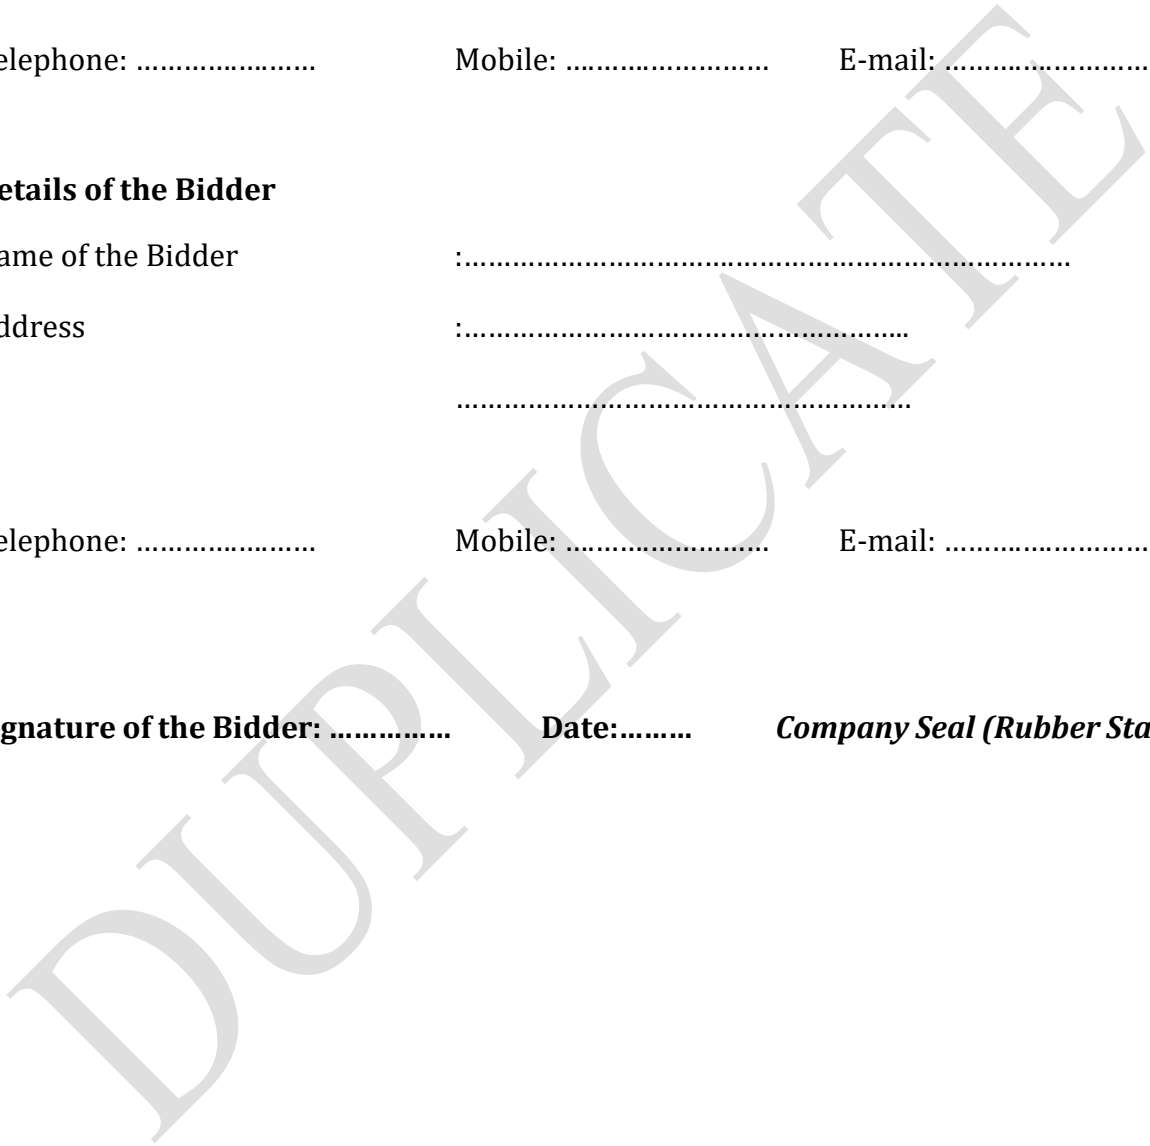 elephone: …………………. Mobile: ……………………. E-mail: …………………….
etails of the Bidder
ame of the Bidder :…………………………………………………………………
ddress :………………………………………………..
…………………………………………………
elephone: …………………. Mobile: ……………………. E-mail: …………………….
gnature of the Bidder: …………… Date:……… Company Seal (Rubber Sta
DUPLICATE